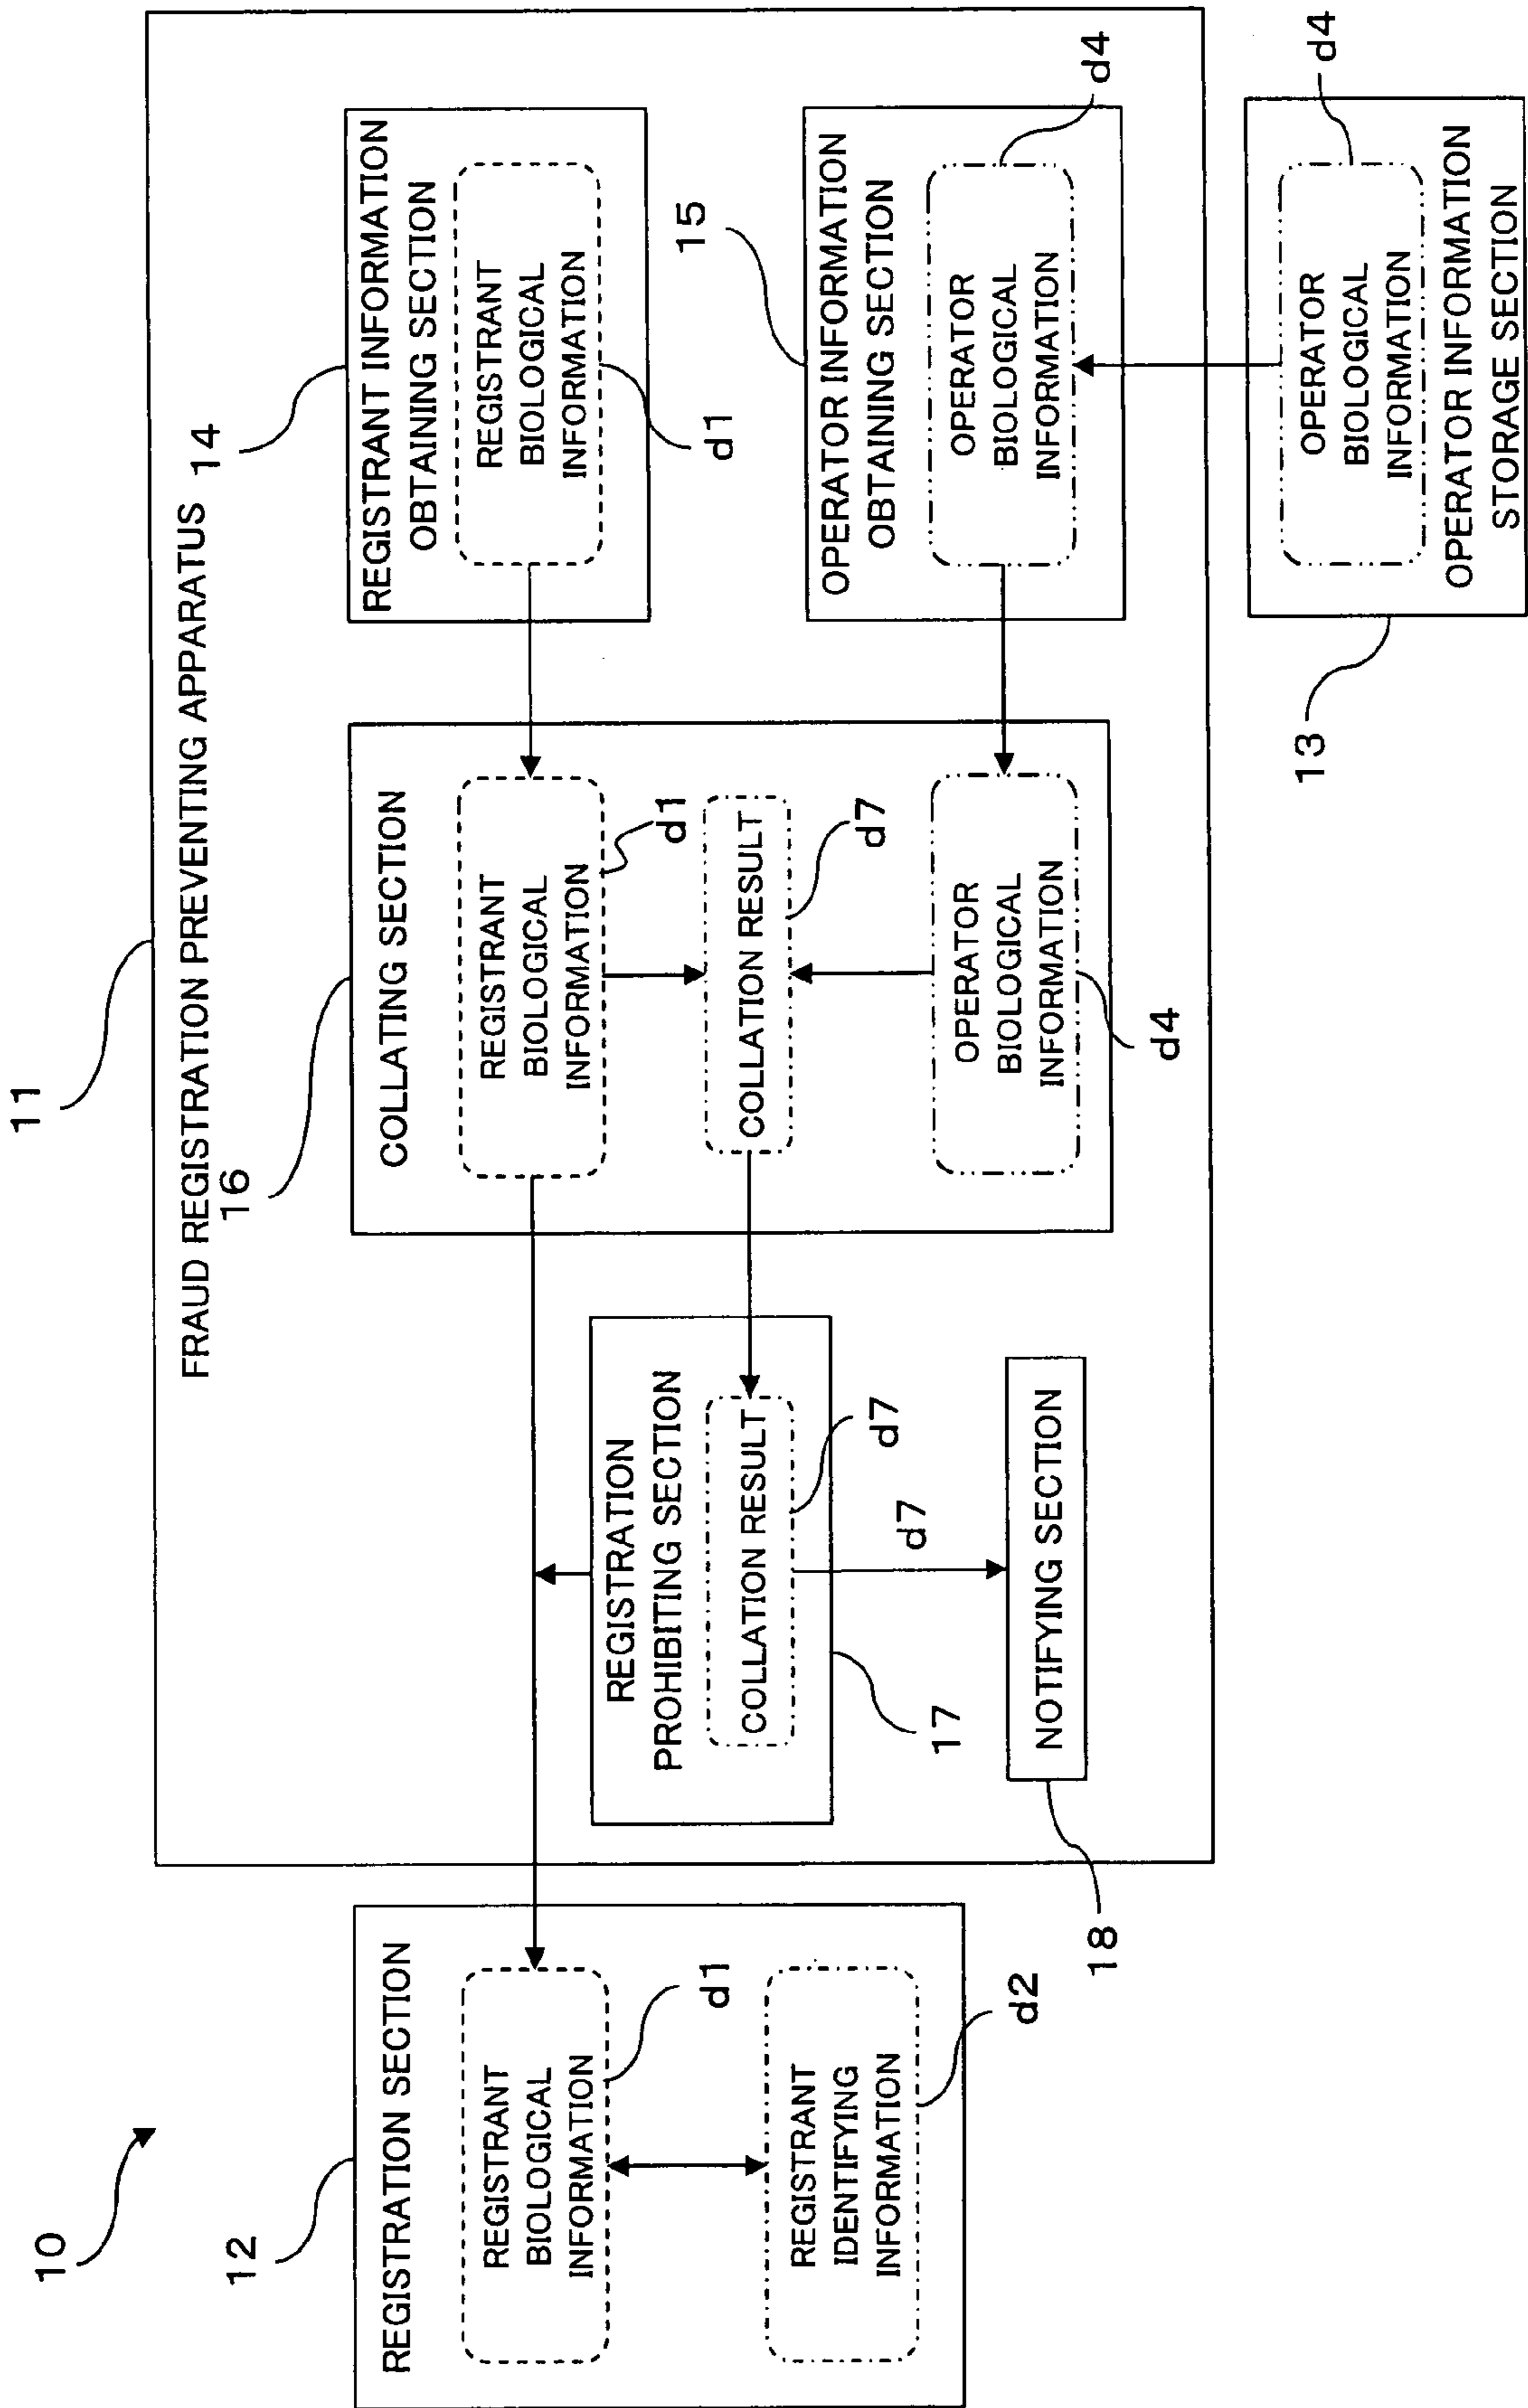 10
11
12
REGISTRATION SECTION
REGISTRANT
BIOLOGICAL
INFORMATION
d1
REGISTRANT
IDENTIFYING
INFORMATION
d2
FRAUD REGISTRATION PREVENTING APPARATUS
REGISTRATION
PROHIBITING SECTION
COLLATION RESULT
d7
d7
17
NOTIFYING SECTION
18
16
COLLATING SECTION
REGISTRANT
BIOLOGICAL
INFORMATION
d1
COLLATION RESULT
d7
OPERATOR
BIOLOGICAL
INFORMATION
d4
14
REGISTRANT INFORMATION
OBTAINING SECTION
REGISTRANT
BIOLOGICAL
INFORMATION
d1
15
OPERATOR INFORMATION
OBTAINING SECTION
OPERATOR
BIOLOGICAL
INFORMATION
d4
13
OPERATOR
BIOLOGICAL
INFORMATION
d4
OPERATOR INFORMATION
STORAGE SECTION